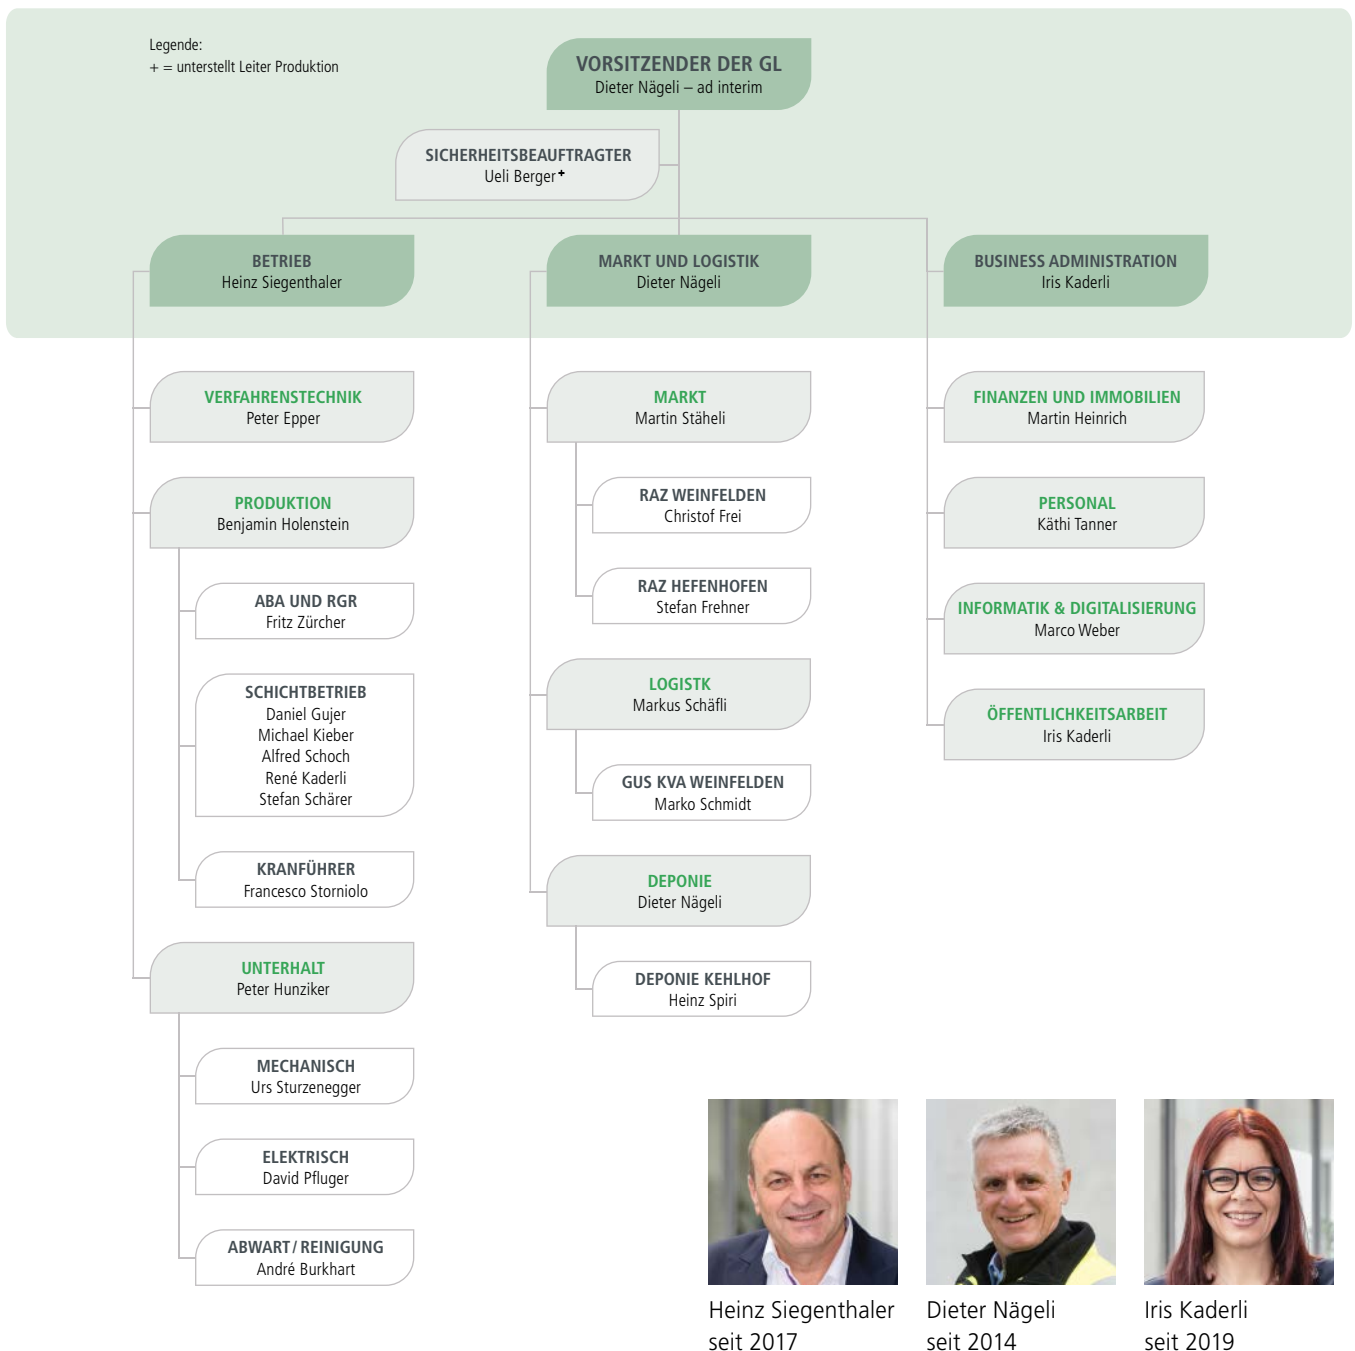 Legende:
+ = unterstellt Leiter Produktion
VORSITZENDER DER GL
Dieter Nägeli – ad interim
SICHERHEITSBEAUFTRAGTER
Ueli Berger+
BETRIEB
Heinz Siegenthaler
MARKT UND LOGISTIK
Dieter Nägeli
BUSINESS ADMINISTRATION
Iris Kaderli
VERFAHRENSTECHNIK
Peter Epper
PRODUKTION
Benjamin Holenstein
ABA UND RGR
Fritz Zürcher
SCHICHTBETRIEB
Daniel Gujer
Michael Kieber
Alfred Schoch
René Kaderli
Stefan Schärer
KRANFÜHRER
Francesco Storniolo
UNTERHALT
Peter Hunziker
MECHANISCH
Urs Sturzenegger
ELEKTRISCH
David Pfluger
ABWART / REINIGUNG
André Burkhart
MARKT
Martin Stäheli
RAZ WEINFELDEN
Christof Frei
RAZ HEFENHOFEN
Stefan Frehner
LOGISTK
Markus Schäfli
GUS KVA WEINFELDEN
Marko Schmidt
DEPONIE
Dieter Nägeli
DEPONIE KEHLHOF
Heinz Spiri
FINANZEN UND IMMOBILIEN
Martin Heinrich
PERSONAL
Käthi Tanner
INFORMATIK & DIGITALISIERUNG
Marco Weber
ÖFFENTLICHKEITSARBEIT
Iris Kaderli
Heinz Siegenthaler
seit 2017
Dieter Nägeli
seit 2014
Iris Kaderli
seit 2019